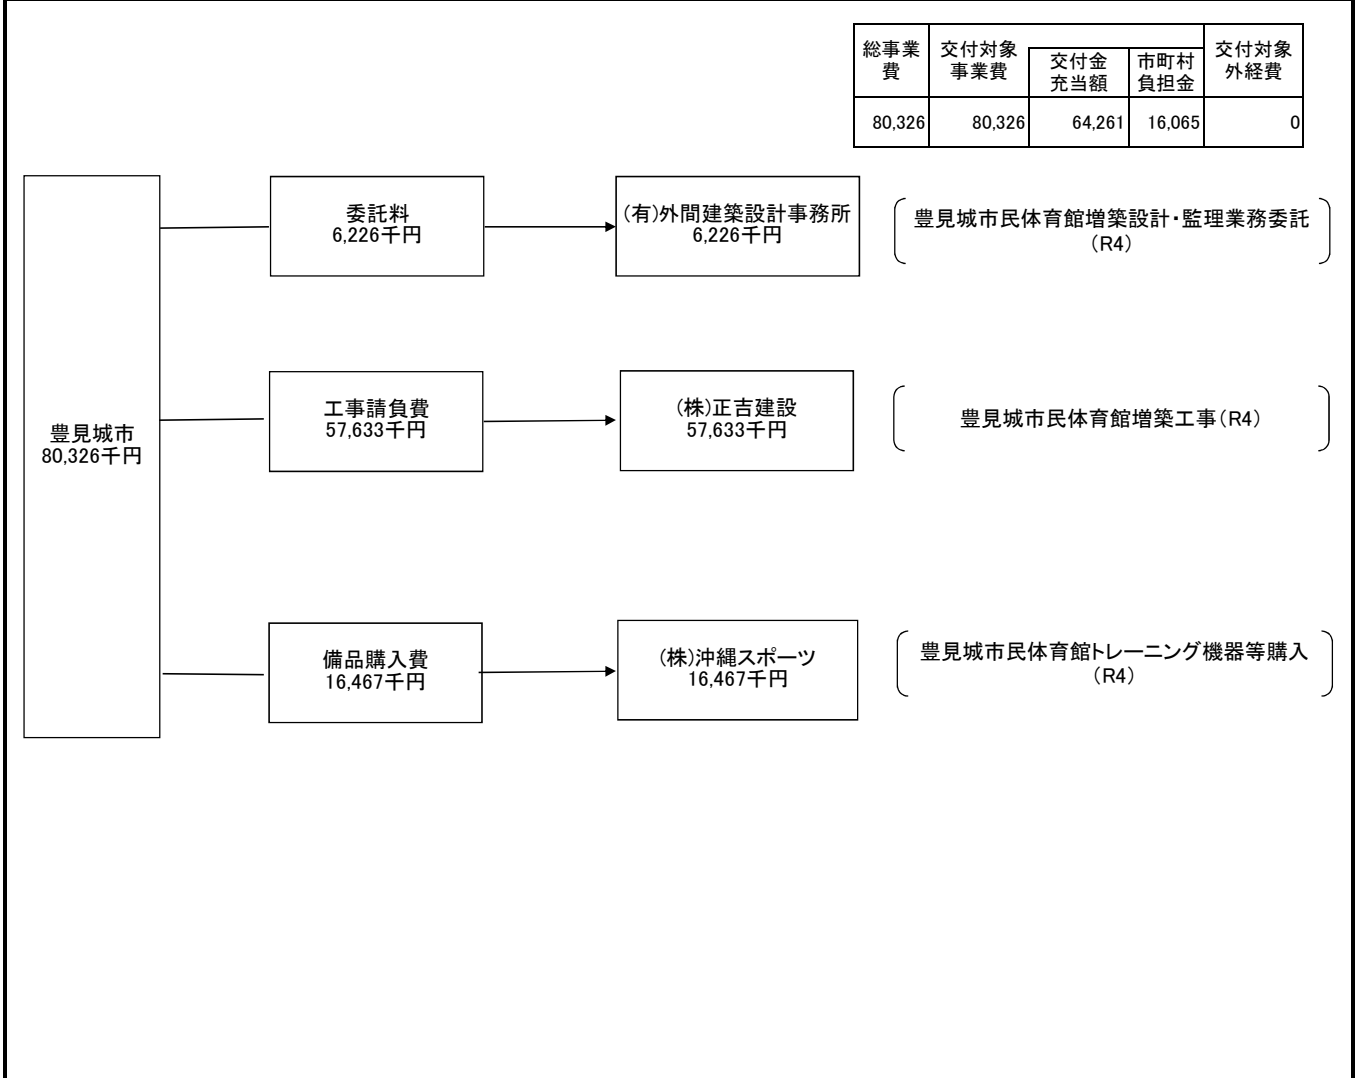 総事業
費
交付対象
事業費
交付金
充当額
市町村
負担金
交付対象
外経費
80,326
80,326
64,261
16,065
0
豊見城市
80,326千円
委託料
6,226千円
(有)外間建築設計事務所
6,226千円
豊見城市民体育館増築設計・監理業務委託
(R4)
工事請負費
57,633千円
(株)正吉建設
57,633千円
豊見城市民体育館増築工事(R4)
備品購入費
16,467千円
(株)沖縄スポーツ
16,467千円
豊見城市民体育館トレーニング機器等購入
(R4)